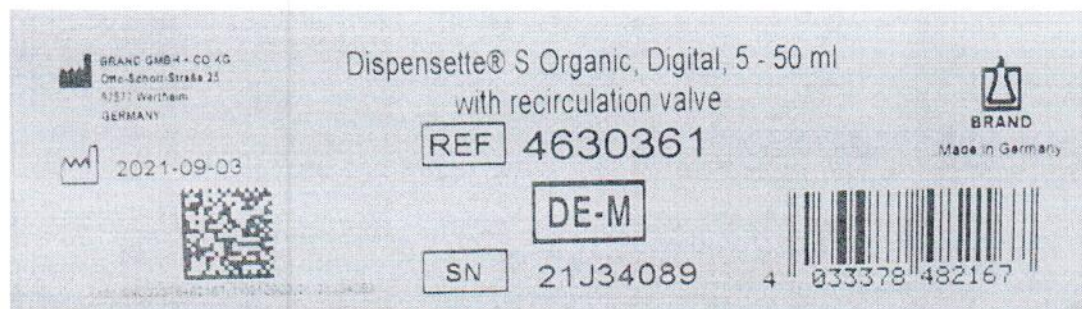 BRAND GMBH + CO KG
Otto-Schott-Straße 25
97877 Wertheim
GERMANY
2021-09-03
Dispensette® S Organic, Digital, 5 - 50 ml
with recirculation valve
REF 4630361
DE-M
SN 21J34089
BRAND
Made in Germany
4 033378 482167